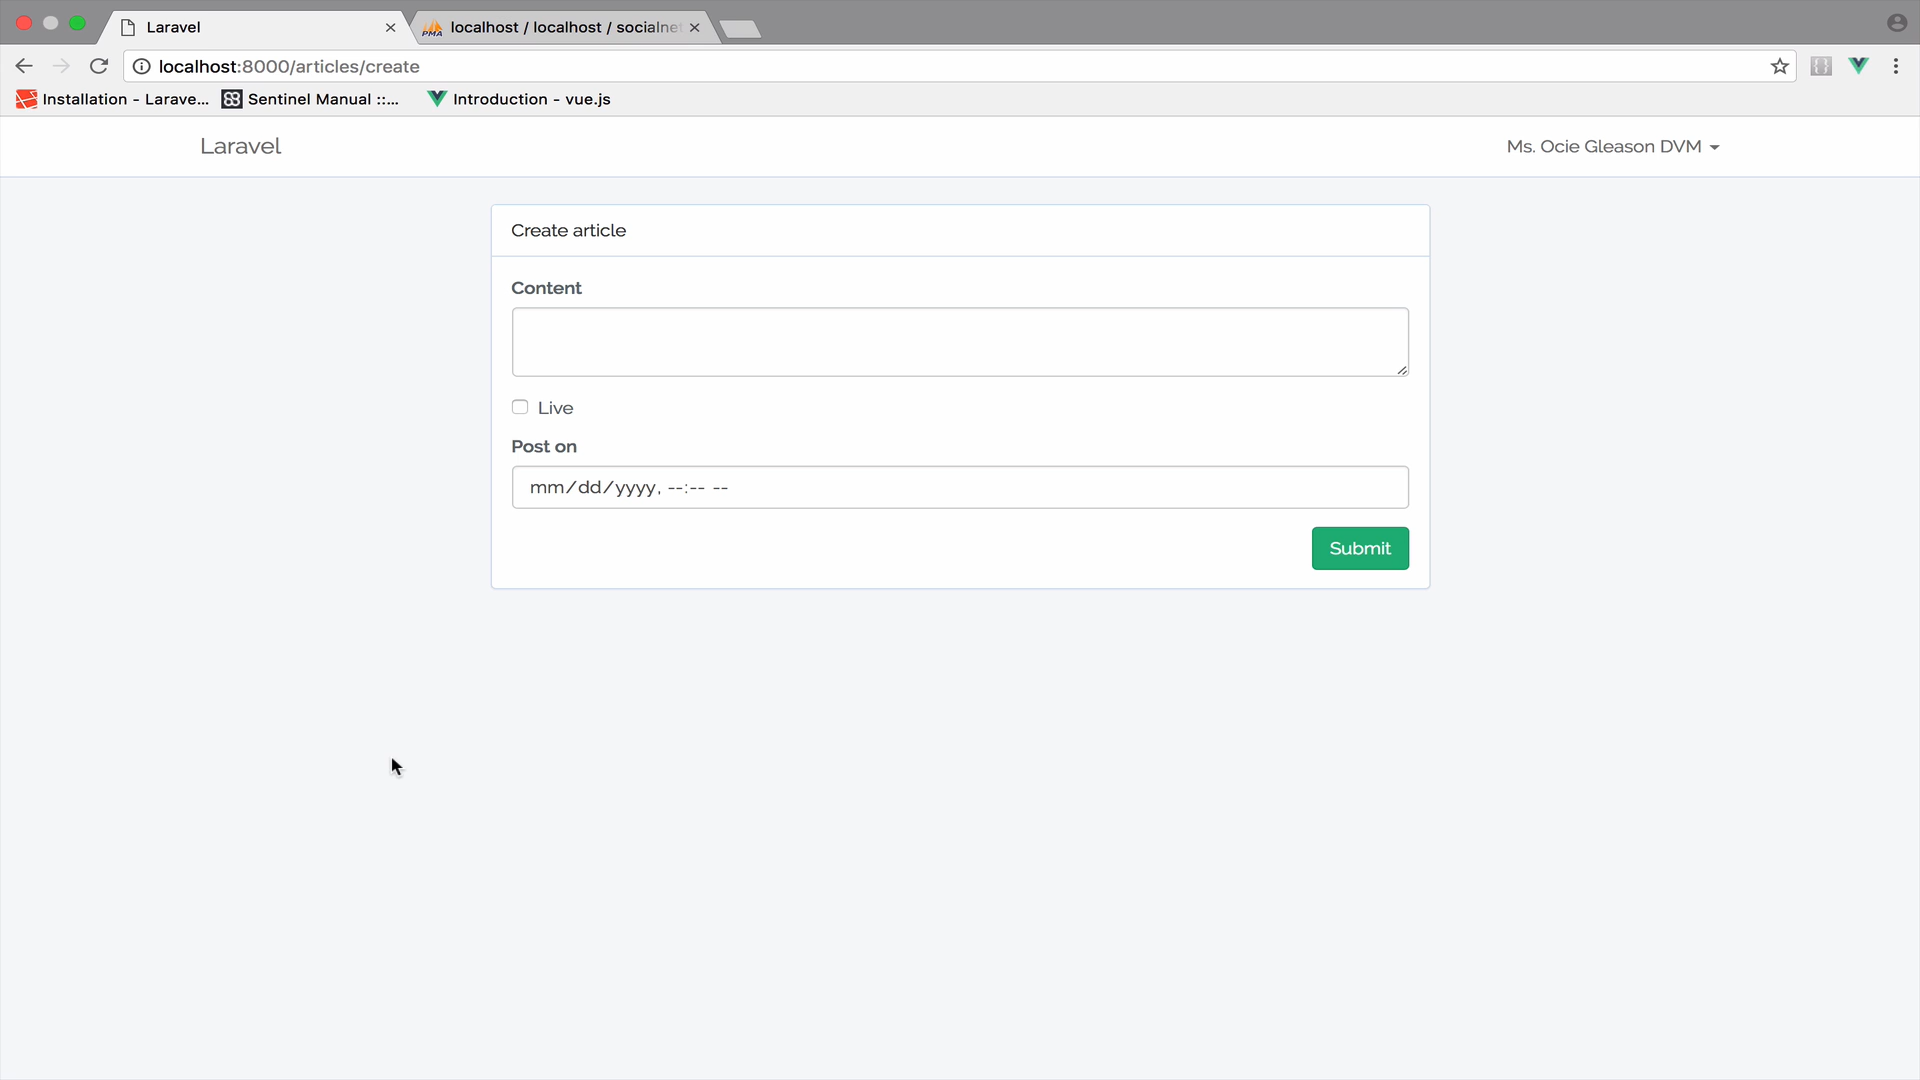 Laravel
localhost / localhost / socialne
localhost:8000/articles/create
Installation - Larave...
Sentinel Manual ::...
Introduction - vue.js
Laravel
Ms. Ocie Gleason DVM
Create article
Content
Live
Post on
mm/dd/yyyy, --:-- --
Submit